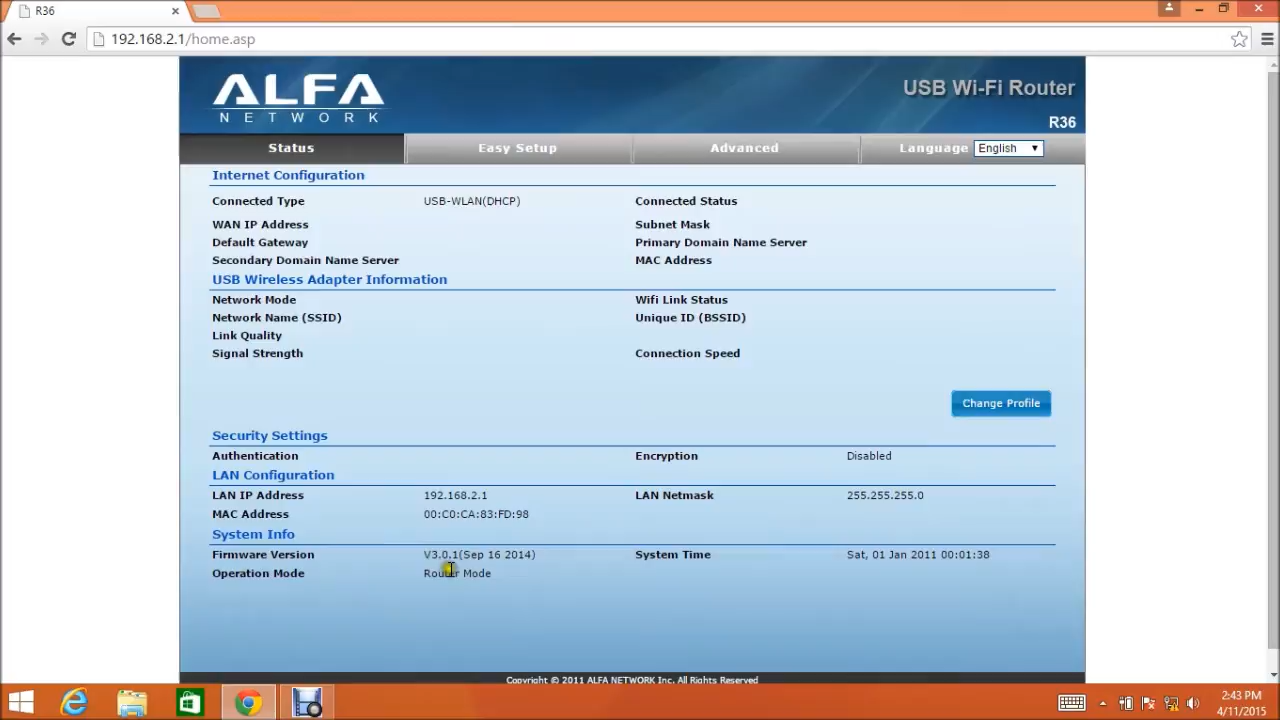 R36
192.168.2.1/home.asp
ALFA
NETWORK
USB Wi-Fi Router
R36
Status Easy Setup Advanced Language English
Internet Configuration
Connected Type USB-WLAN(DHCP) Connected Status
WAN IP Address Subnet Mask
Default Gateway Primary Domain Name Server
Secondary Domain Name Server MAC Address
USB Wireless Adapter Information
Network Mode Wifi Link Status
Network Name (SSID) Unique ID (BSSID)
Link Quality
Signal Strength Connection Speed
Change Profile
Security Settings
Authentication Encryption Disabled
LAN Configuration
LAN IP Address 192.168.2.1 LAN Netmask 255.255.255.0
MAC Address 00:C0:CA:83:FD:98
System Info
Firmware Version V3.0.1(Sep 16 2014) System Time Sat, 01 Jan 2011 00:01:38
Operation Mode Router Mode
Copyright © 2011 ALFA NETWORK Inc. All Rights Reserved
2:43 PM
4/11/2015